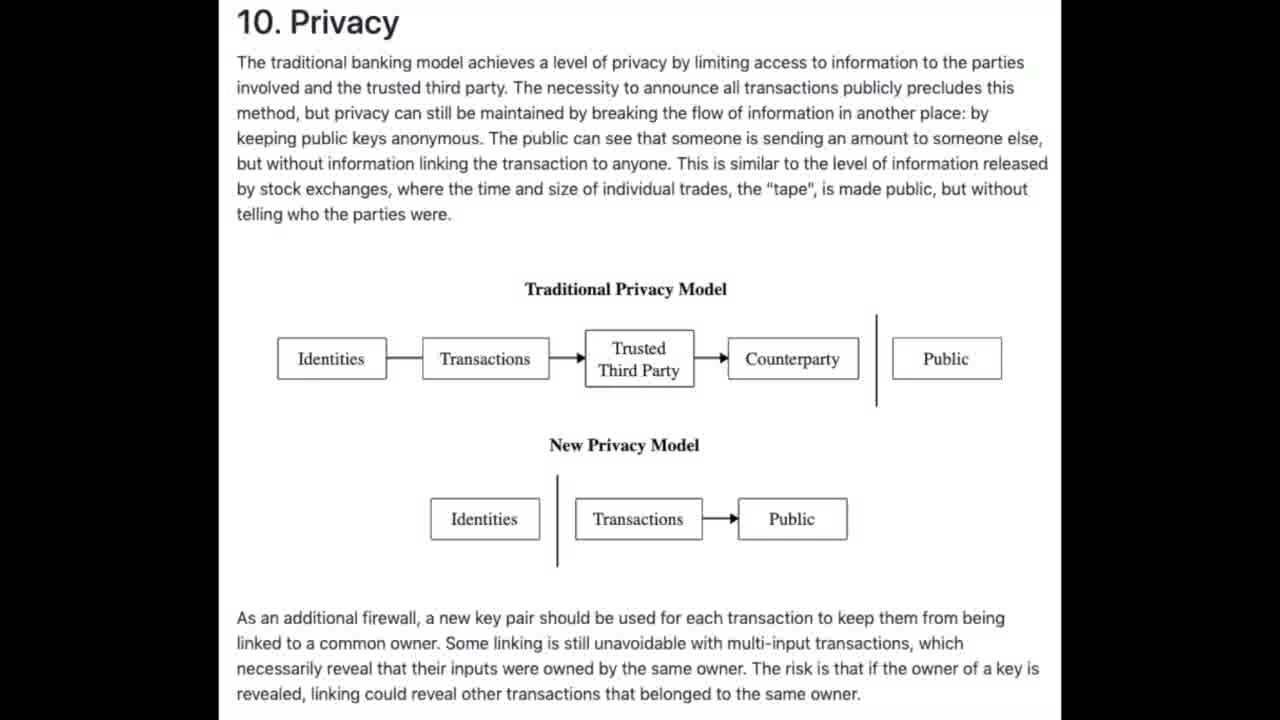 10. Privacy
The traditional banking model achieves a level of privacy by limiting access to information to the parties
involved and the trusted third party. The necessity to announce all transactions publicly precludes this
method, but privacy can still be maintained by breaking the flow of information in another place: by
keeping public keys anonymous. The public can see that someone is sending an amount to someone else,
but without information linking the transaction to anyone. This is similar to the level of information released
by stock exchanges, where the time and size of individual trades, the "tape", is made public, but without
telling who the parties were.
Traditional Privacy Model
Identities
Transactions
Trusted
Third Party
Counterparty
Public
New Privacy Model
Identities
Transactions
Public
As an additional firewall, a new key pair should be used for each transaction to keep them from being
linked to a common owner. Some linking is still unavoidable with multi-input transactions, which
necessarily reveal that their inputs were owned by the same owner. The risk is that if the owner of a key is
revealed, linking could reveal other transactions that belonged to the same owner.